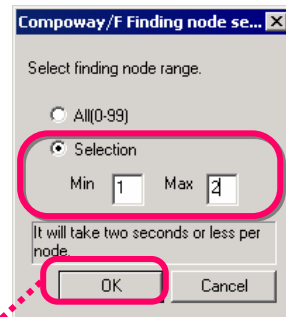 Compoway/F Finding node se...
Select finding node range.
All(0-99)
Selection
Min 1 Max 2
It will take two seconds or less per
node.
OK Cancel